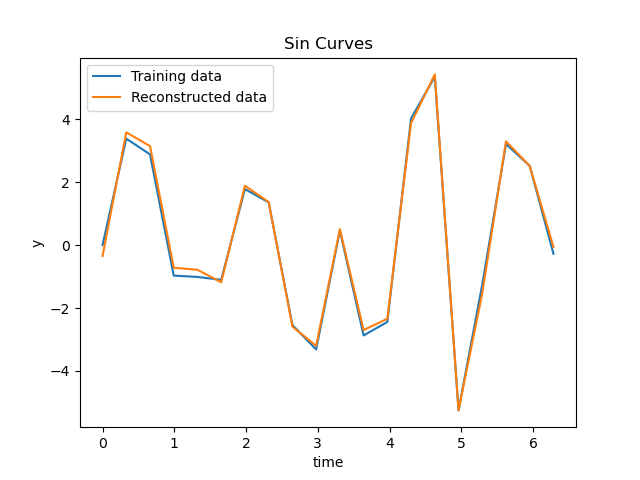 Sin Curves
Training data
Reconstructed data
y
4
2
0
−2
−4
0 1 2 3 4 5 6
time